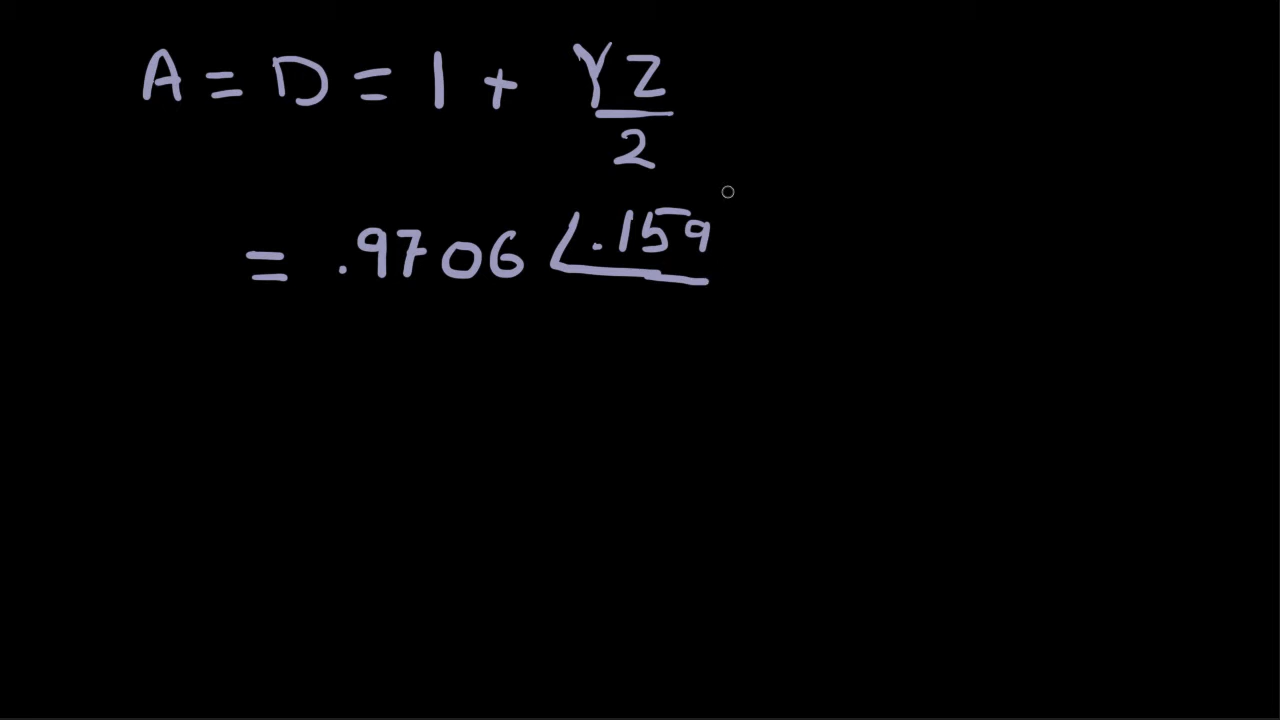 A = D = 1 + YZ/2
= .9706 ∠.159